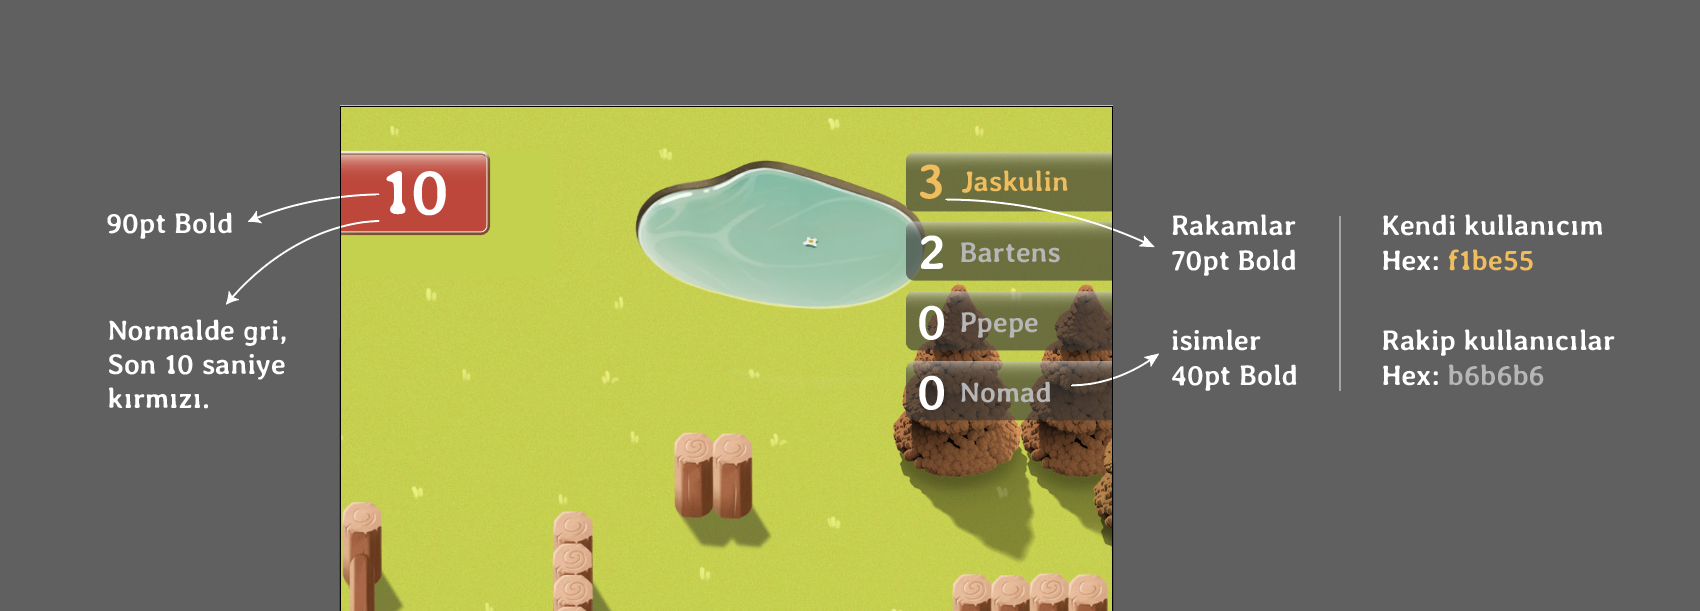 90pt Bold
Normalde gri,
Son 10 saniye
kırmızı.
10
3 Jaskulin
2 Bartens
0 Ppepe
0 Nomad
Rakamlar
70pt Bold
isimler
40pt Bold
Kendi kullanıcım
Hex: f1be55
Rakip kullanıcılar
Hex: b6b6b6